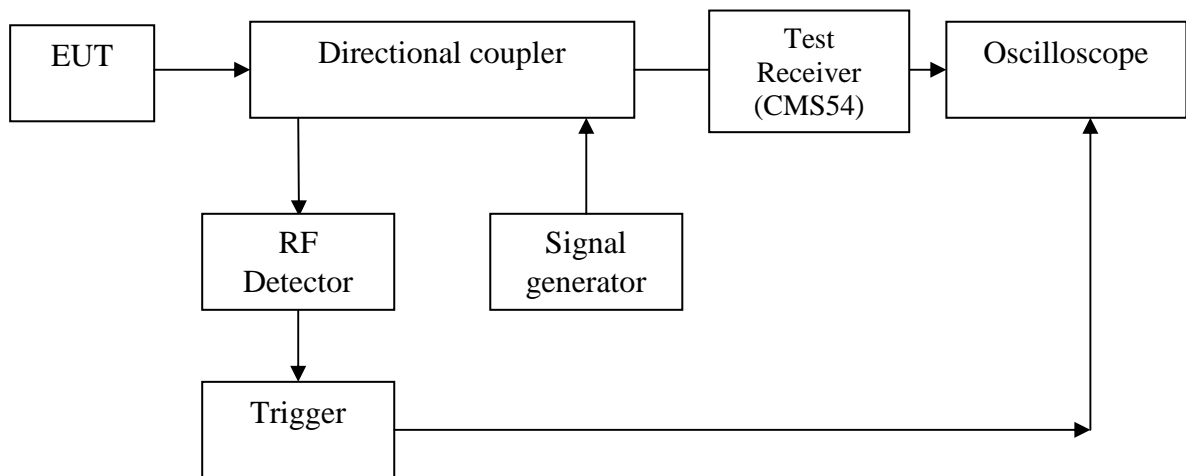 EUT
Directional coupler
Test
Receiver
(CMS54)
Oscilloscope
RF
Detector
Signal
generator
Trigger